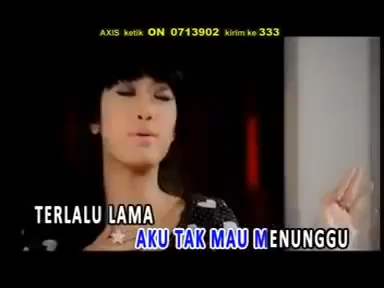 AXIS ketik ON 0713902 kirim ke 333
TERLALU LAMA
AKU TAK MAU MENUNGGU